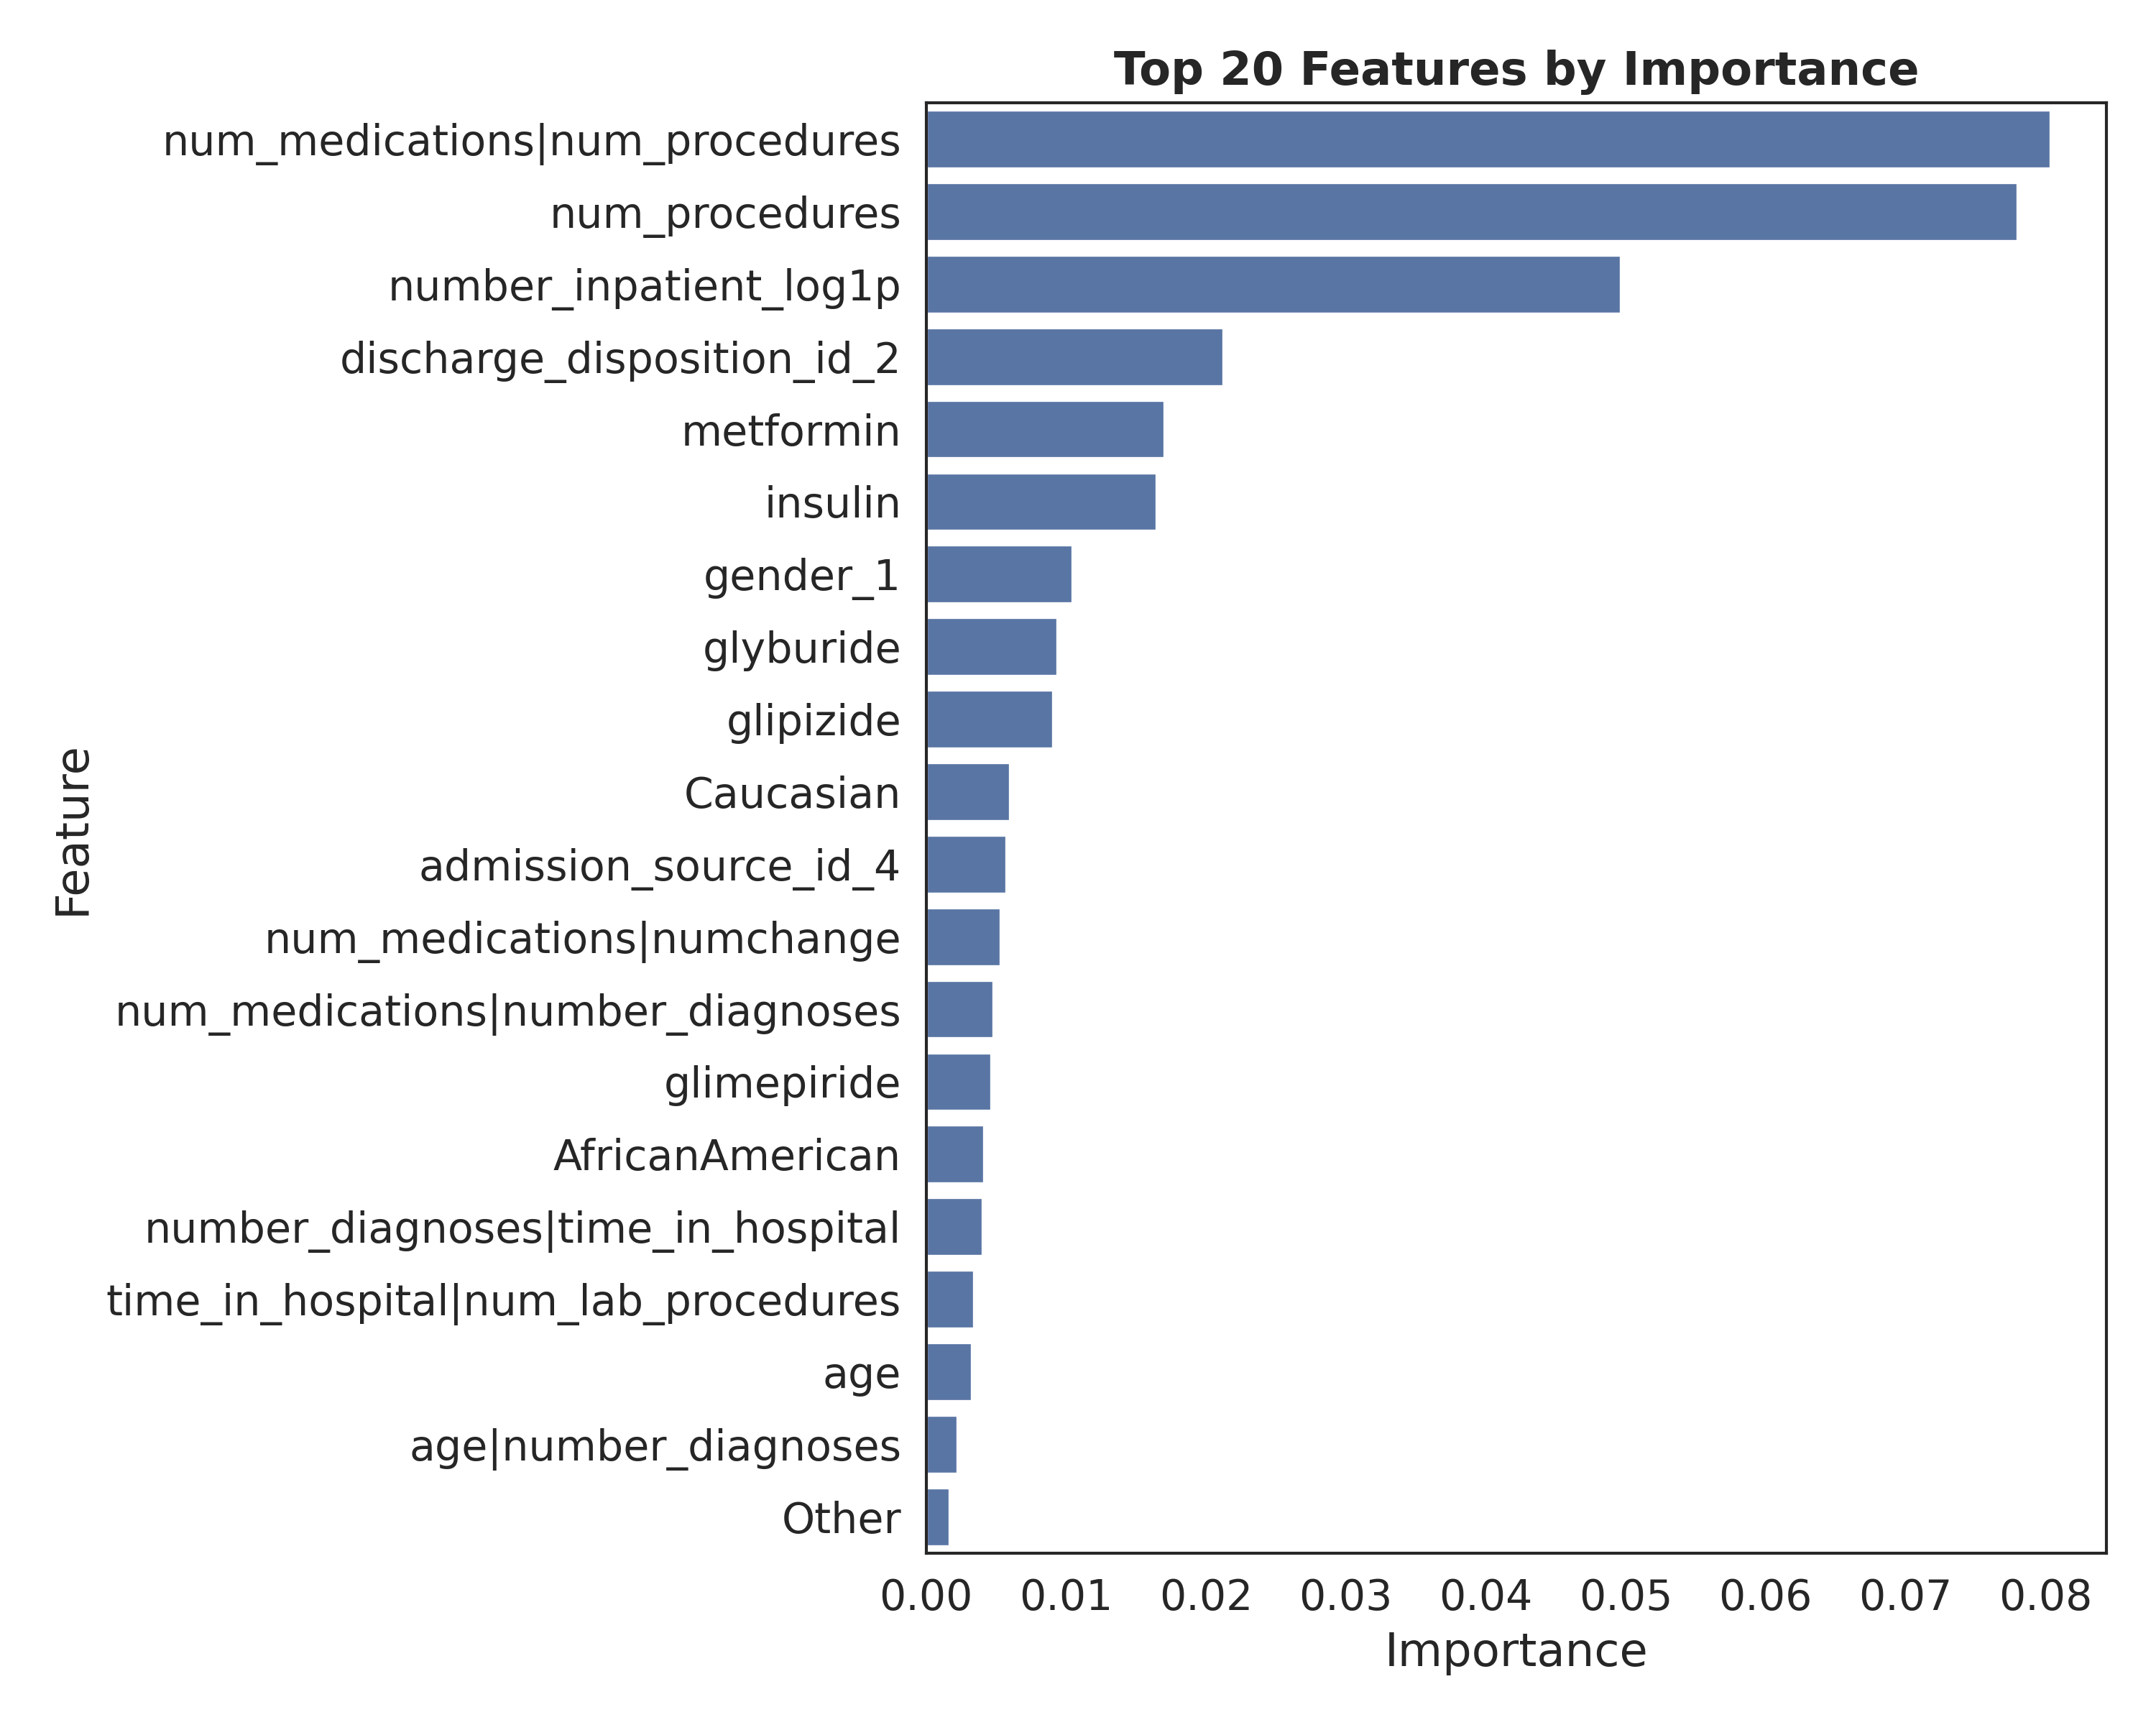 Top 20 Features by Importance
num_medications|num_procedures
num_procedures
number_inpatient_log1p
discharge_disposition_id_2
metformin
insulin
gender_1
glyburide
glipizide
Caucasian
admission_source_id_4
num_medications|numchange
num_medications|number_diagnoses
glimepiride
AfricanAmerican
number_diagnoses|time_in_hospital
time_in_hospital|num_lab_procedures
age
age|number_diagnoses
Other
Feature
0.00 0.01 0.02 0.03 0.04 0.05 0.06 0.07 0.08
Importance